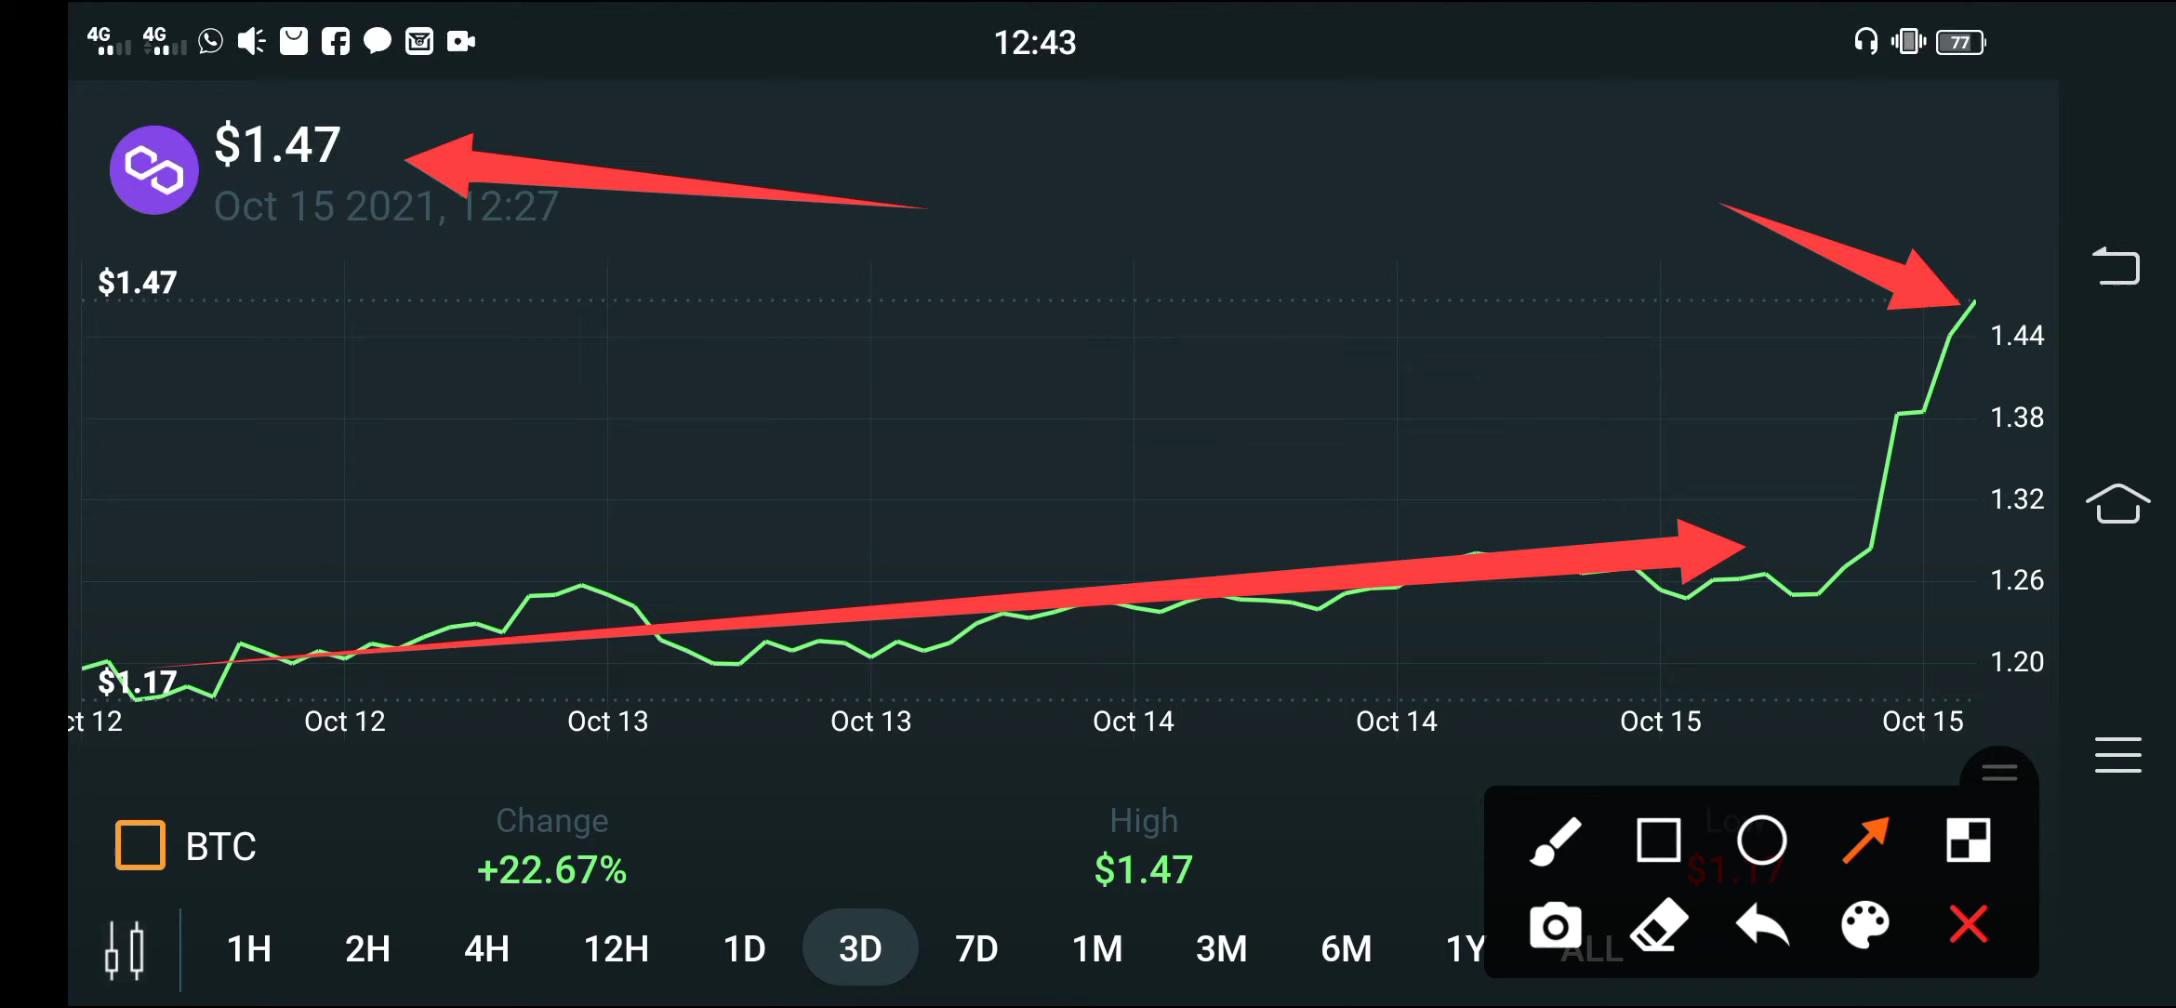 4G 4G 12:43 77
$1.47
Oct 15 2021, 12:27
$1.47
1.44
1.38
1.32
1.26
1.20
$1.17
ct 12 Oct 12 Oct 13 Oct 13 Oct 14 Oct 14 Oct 15 Oct 15
BTC
Change High Low
+22.67% $1.47 $1.17
1H 2H 4H 12H 1D 3D 7D 1M 3M 6M 1Y ALL